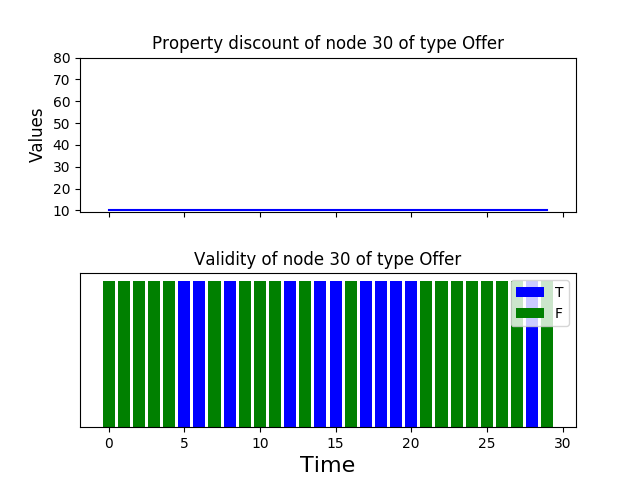 Property discount of node 30 of type Offer
80
70
60
50
40
30
20
10
Values
Validity of node 30 of type Offer
T
F
0 5 10 15 20 25 30
Time